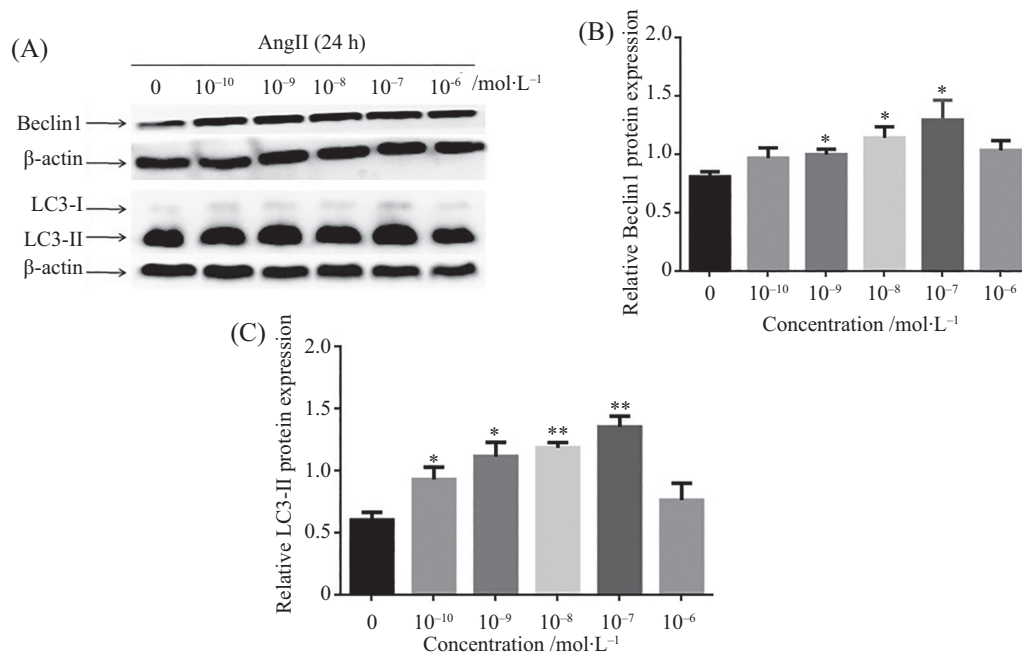 (A)
AngII (24 h)
0 10⁻¹⁰ 10⁻⁹ 10⁻⁸ 10⁻⁷ 10⁻⁶ /mol·L⁻¹
Beclin1
β-actin
LC3-I
LC3-II
β-actin
(B)
Relative Beclin1 protein expression
2.0
1.5
1.0
0.5
0
* * *
0 10⁻¹⁰ 10⁻⁹ 10⁻⁸ 10⁻⁷ 10⁻⁶
Concentration /mol·L⁻¹
(C)
Relative LC3-II protein expression
2.0
1.5
1.0
0.5
0
* * ** **
0 10⁻¹⁰ 10⁻⁹ 10⁻⁸ 10⁻⁷ 10⁻⁶
Concentration /mol·L⁻¹